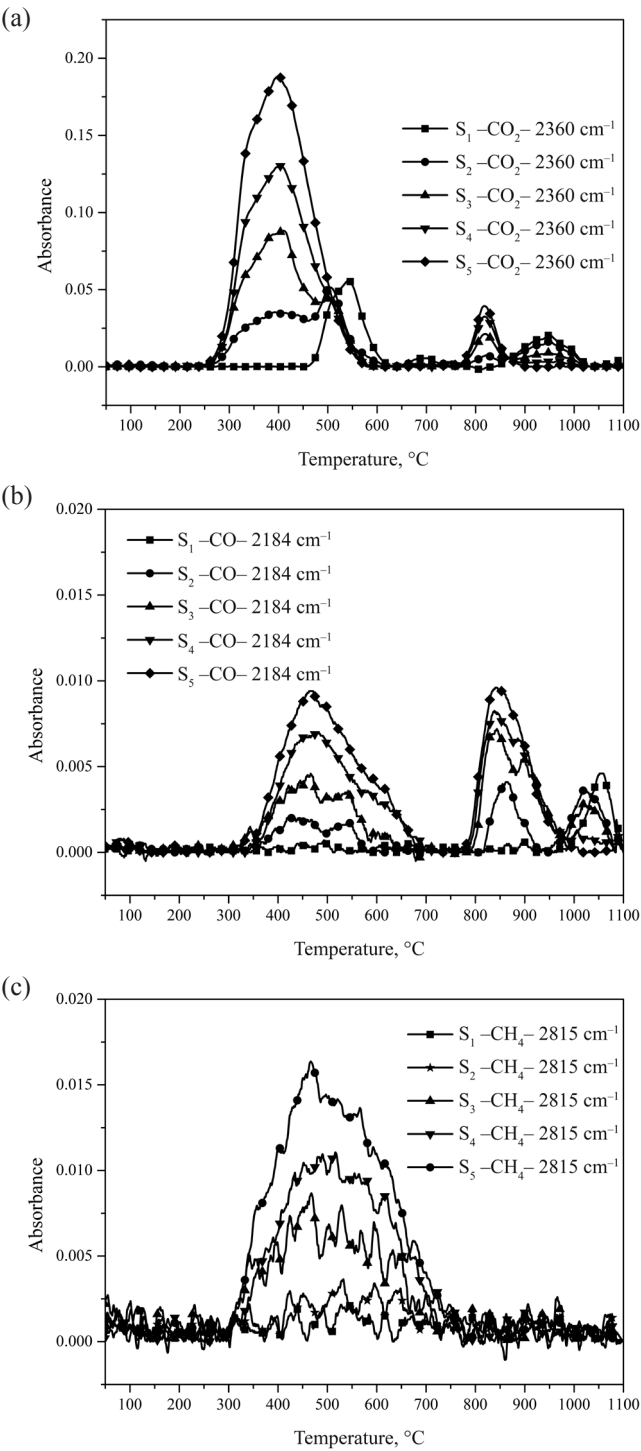 (a)
0.20
0.15
0.10
0.05
0.00
Absorbance
S1 –CO2– 2360 cm–1
S2 –CO2– 2360 cm–1
S3 –CO2– 2360 cm–1
S4 –CO2– 2360 cm–1
S5 –CO2– 2360 cm–1
100 200 300 400 500 600 700 800 900 1000 1100
Temperature, °C
(b)
0.020
0.015
0.010
0.005
0.000
Absorbance
S1 –CO– 2184 cm–1
S2 –CO– 2184 cm–1
S3 –CO– 2184 cm–1
S4 –CO– 2184 cm–1
S5 –CO– 2184 cm–1
100 200 300 400 500 600 700 800 900 1000 1100
Temperature, °C
(c)
0.020
0.015
0.010
0.005
0.000
Absorbance
S1 –CH4– 2815 cm–1
S2 –CH4– 2815 cm–1
S3 –CH4– 2815 cm–1
S4 –CH4– 2815 cm–1
S5 –CH4– 2815 cm–1
100 200 300 400 500 600 700 800 900 1000 1100
Temperature, °C